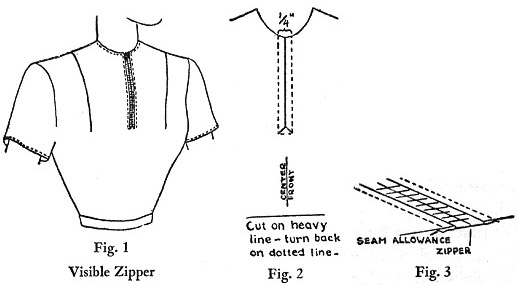 Fig. 1
Visible Zipper
1/4"
CENTER
FRONT
Cut on heavy
line - turn back
on dotted line -
Fig. 2
SEAM ALLOWANCE
ZIPPER
Fig. 3